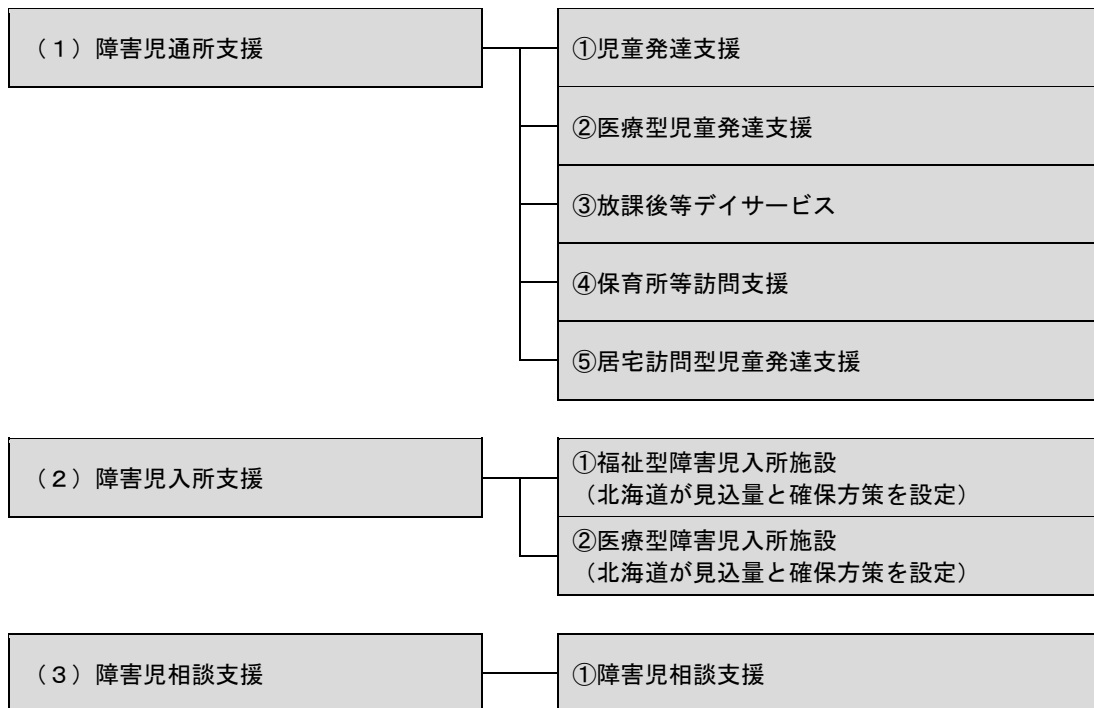 （１）障害児通所支援
①児童発達支援
②医療型児童発達支援
③放課後等デイサービス
④保育所等訪問支援
⑤居宅訪問型児童発達支援
（２）障害児入所支援
①福祉型障害児入所施設
（北海道が見込量と確保方策を設定）
②医療型障害児入所施設
（北海道が見込量と確保方策を設定）
（３）障害児相談支援
①障害児相談支援